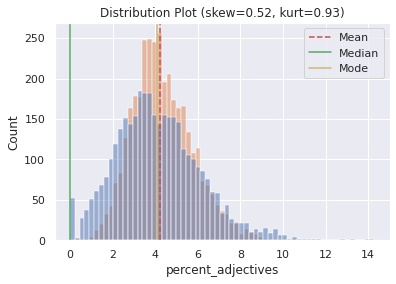 Distribution Plot (skew=0.52, kurt=0.93)
Mean
Median
Mode
Count
250
200
150
100
50
0
0 2 4 6 8 10 12 14
percent_adjectives